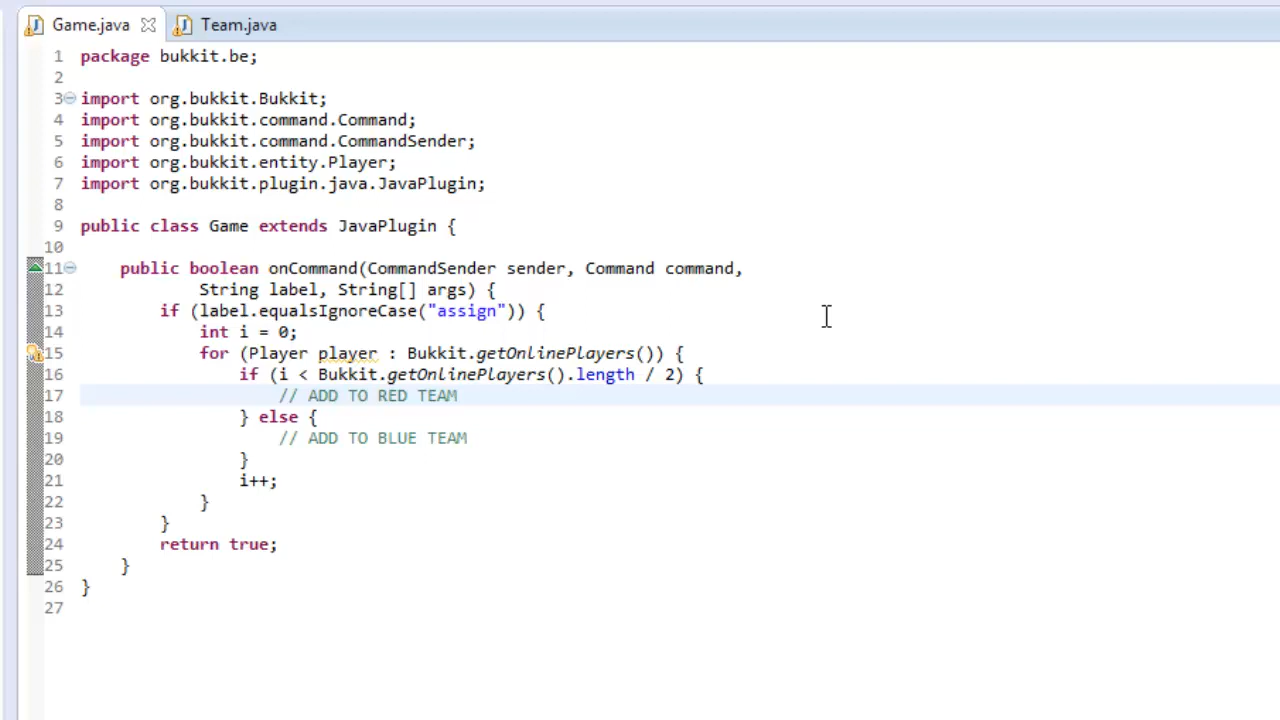 Game.java Team.java
1 package bukkit.be;
2
3 import org.bukkit.Bukkit;
4 import org.bukkit.command.Command;
5 import org.bukkit.command.CommandSender;
6 import org.bukkit.entity.Player;
7 import org.bukkit.plugin.java.JavaPlugin;
8
9 public class Game extends JavaPlugin {
10
11     public boolean onCommand(CommandSender sender, Command command,
12             String label, String[] args) {
13         if (label.equalsIgnoreCase("assign")) {
14             int i = 0;
15             for (Player player : Bukkit.getOnlinePlayers()) {
16                 if (i < Bukkit.getOnlinePlayers().length / 2) {
17                     // ADD TO RED TEAM
18                 } else {
19                     // ADD TO BLUE TEAM
20                 }
21                 i++;
22             }
23         }
24         return true;
25     }
26 }
27